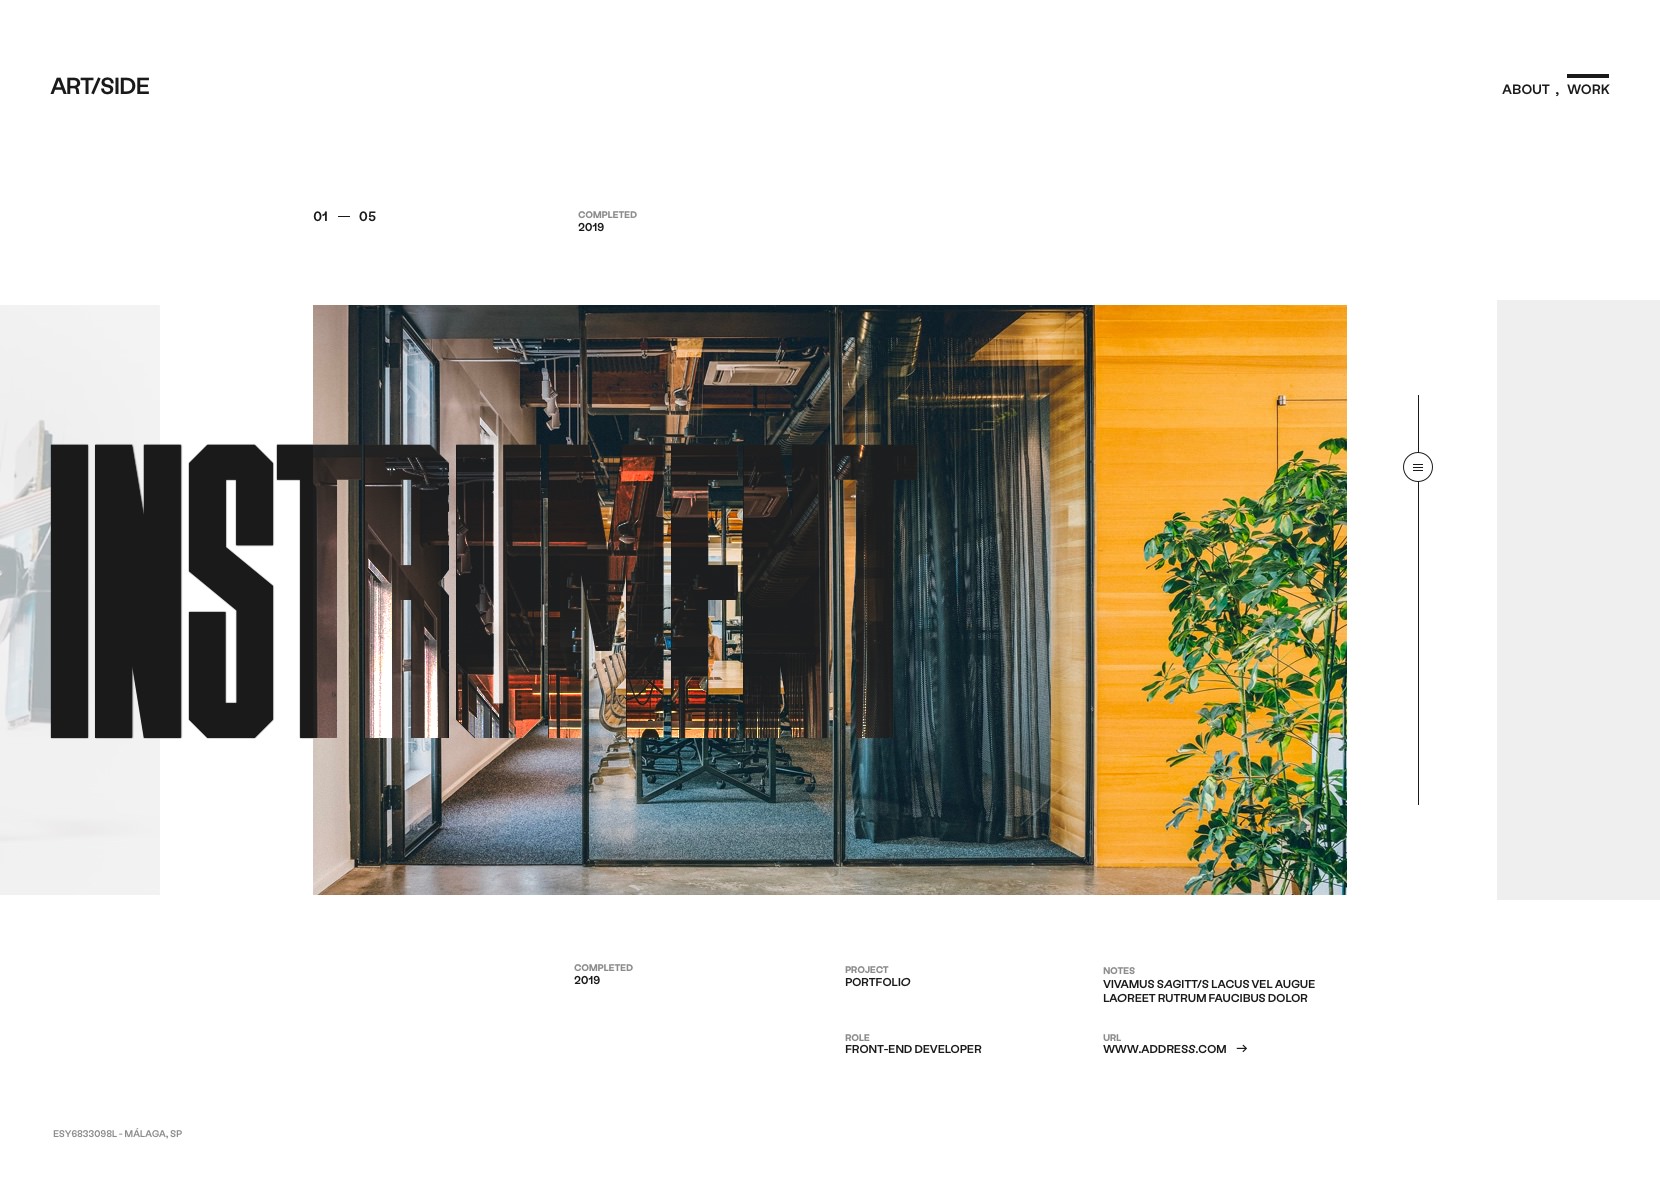 ART/SIDE
ABOUT , WORK
01 — 05
COMPLETED
2019
INSTRUMENT
COMPLETED
2019
PROJECT
PORTFOLIO
NOTES
VIVAMUS SAGITTIS LACUS VEL AUGUE
LAOREET RUTRUM FAUCIBUS DOLOR
ROLE
FRONT-END DEVELOPER
URL
WWW.ADDRESS.COM →
ESY6833098L - MÁLAGA, SP